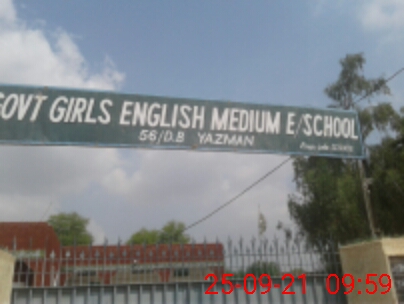 GOVT GIRLS ENGLISH MEDIUM E/SCHOOL
56/D.B YAZMAN
25-09-21 09:59